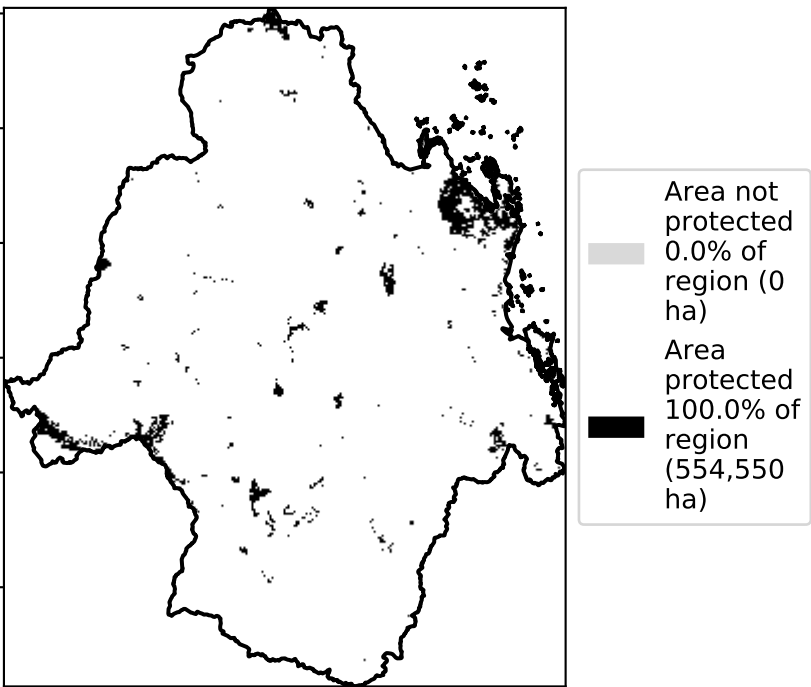 Area not
protected
0.0% of
region (0
ha)
Area
protected
100.0% of
region
(554,550
ha)